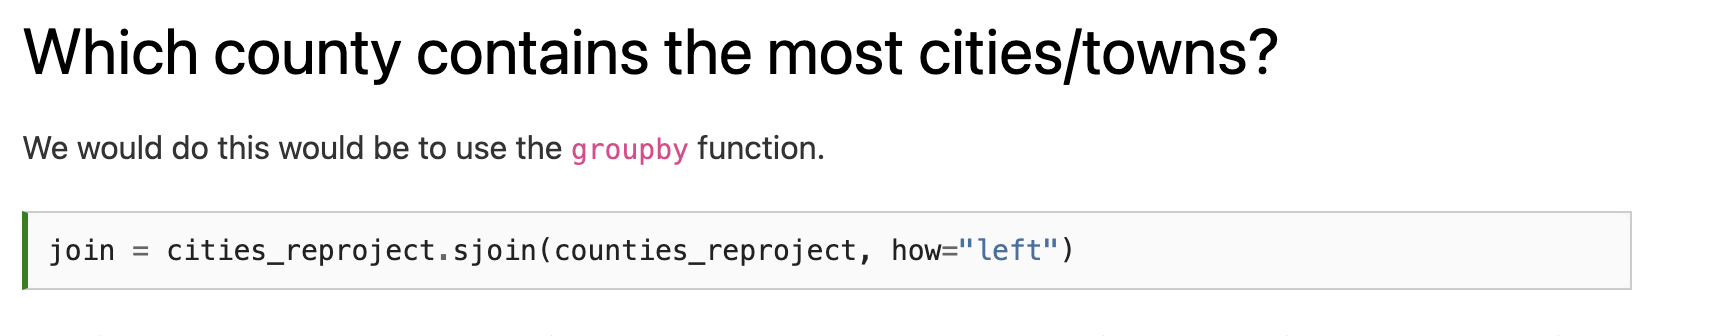 Which county contains the most cities/towns?
We would do this would be to use the groupby function.
join = cities_reproject.sjoin(counties_reproject, how="left")